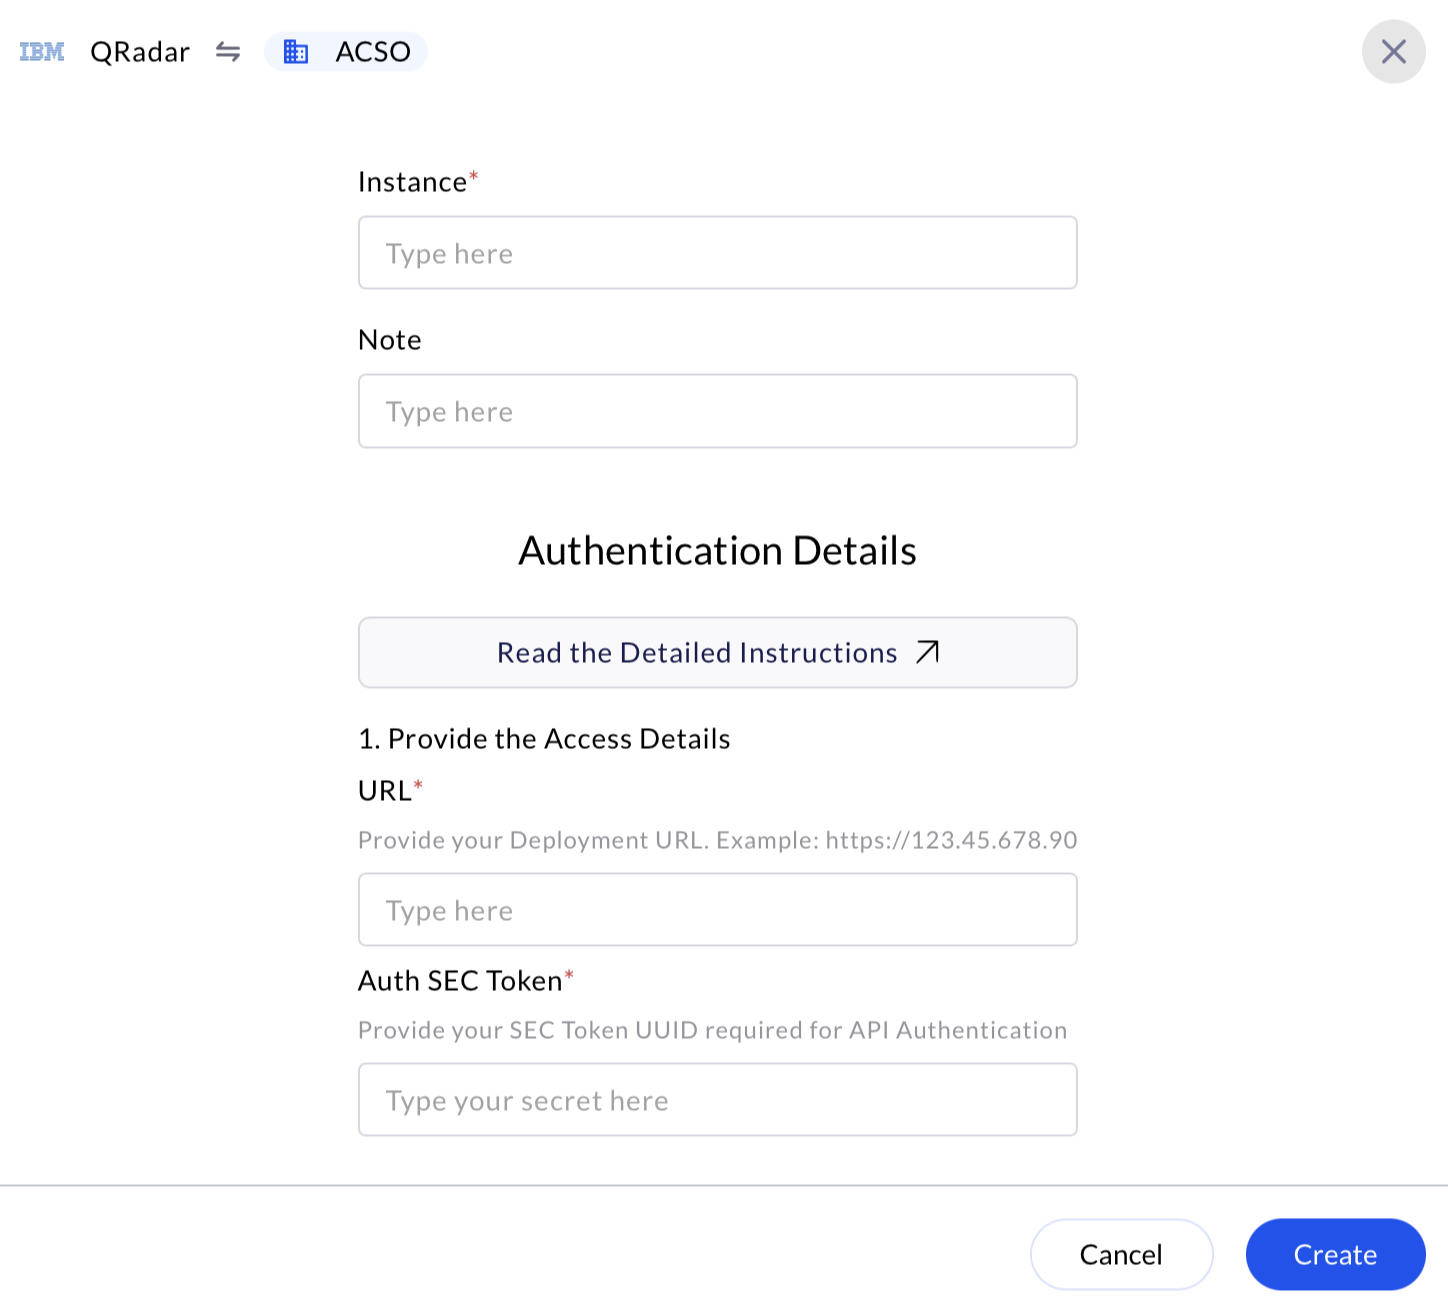 IBM QRadar ACSO
Instance*
Type here
Note
Type here
Authentication Details
Read the Detailed Instructions
1. Provide the Access Details
URL*
Provide your Deployment URL. Example: https://123.45.678.90
Type here
Auth SEC Token*
Provide your SEC Token UUID required for API Authentication
Type your secret here
Cancel Create